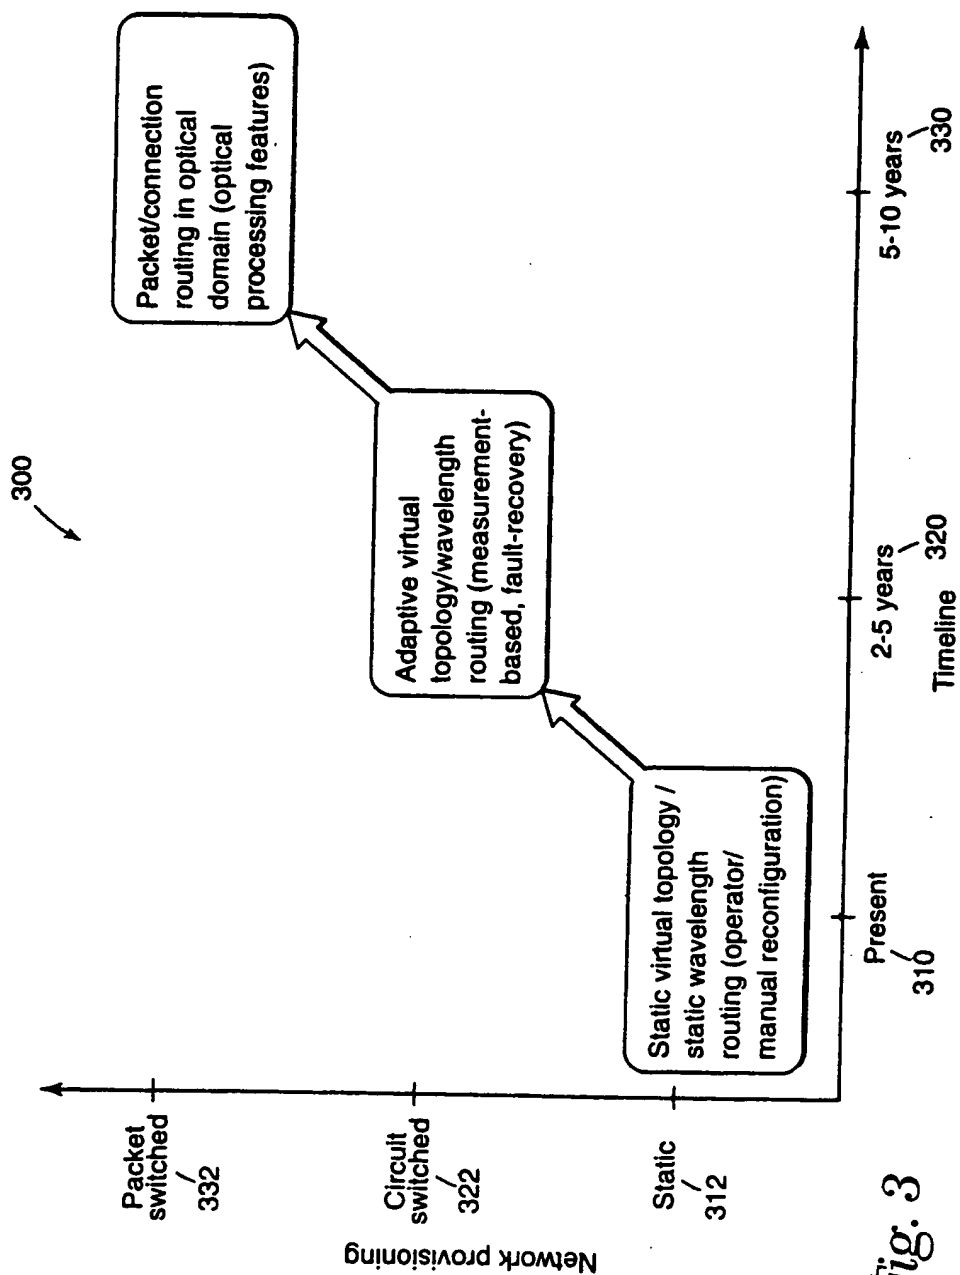 300
Packet
switched
332
Packet/connection
routing in optical
domain (optical
processing features)
Circuit
switched
322
Adaptive virtual
topology/wavelength
routing (measurement-
based, fault-recovery)
Static
312
Static virtual topology /
static wavelength
routing (operator/
manual reconfiguration)
Network provisioning
Present
310
2-5 years
320
5-10 years
330
Timeline
Fig. 3